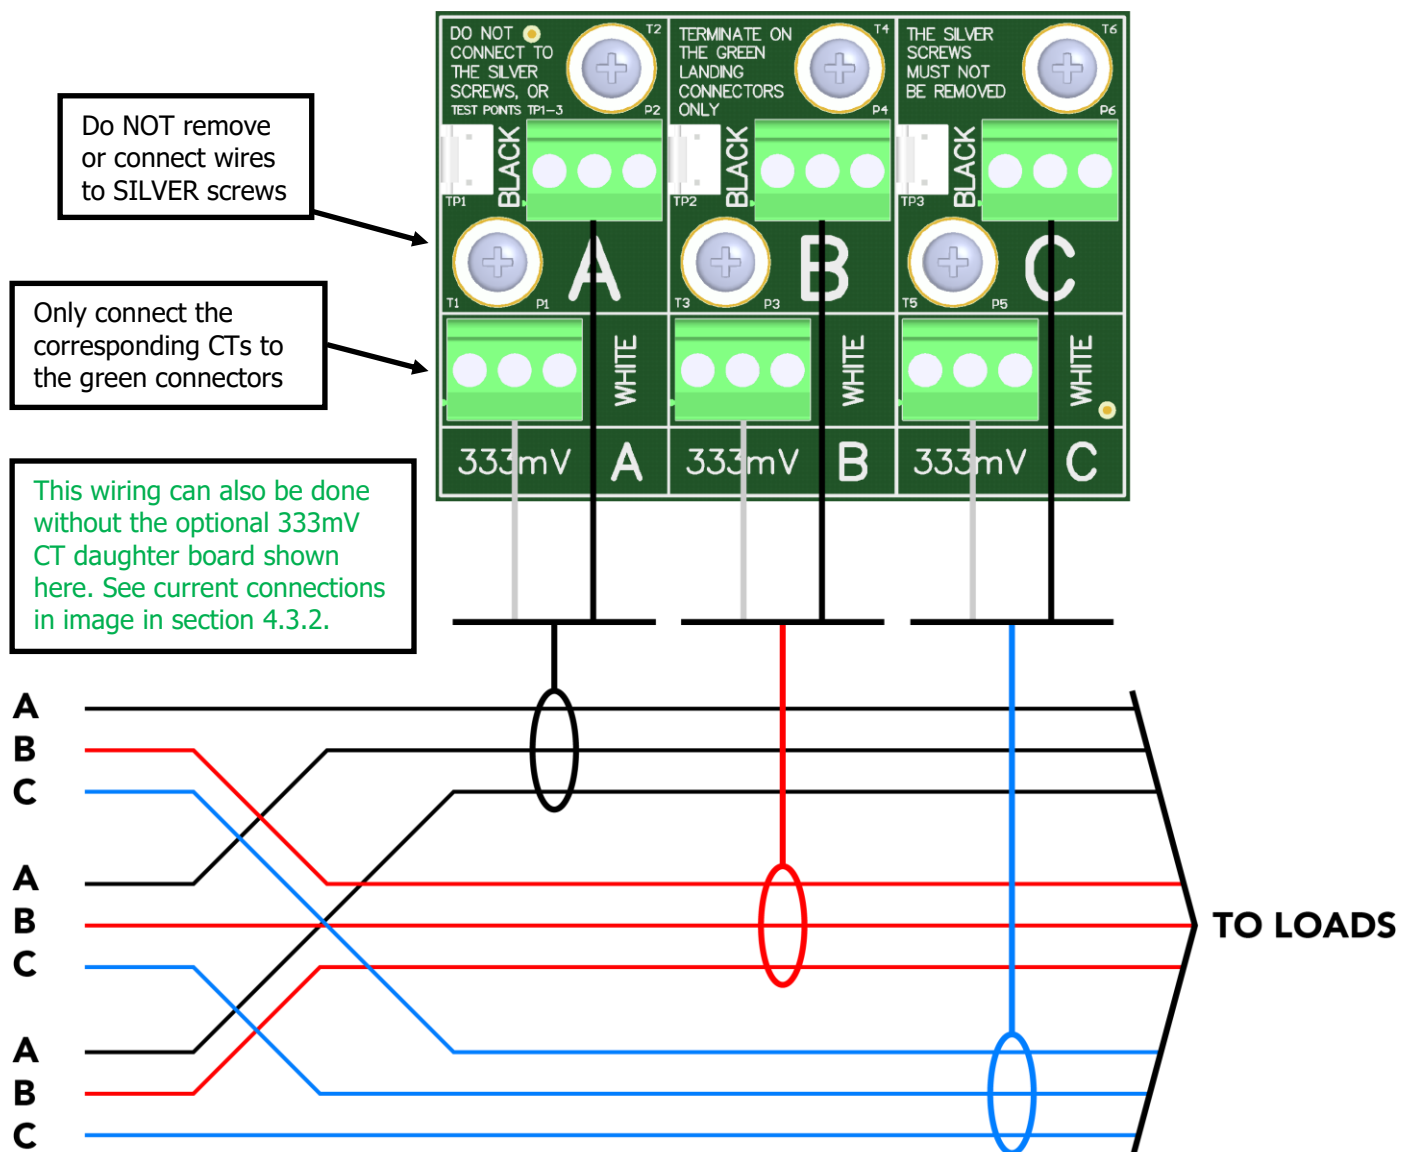 DO NOT
CONNECT TO
THE SILVER
SCREWS, OR
TEST POINTS TP1-3
T2
P2
TERMINATE ON
THE GREEN
LANDING
CONNECTORS
ONLY
T4
P4
THE SILVER
SCREWS
MUST NOT
BE REMOVED
T6
P6
Do NOT remove
or connect wires
to SILVER screws
BLACK
TP1
BLACK
TP2
BLACK
TP3
A
B
C
T1
P1
T3
P3
T5
P5
Only connect the
corresponding CTs to
the green connectors
WHITE
WHITE
WHITE
333mV
A
333mV
B
333mV
C
This wiring can also be done
without the optional 333mV
CT daughter board shown
here. See current connections
in image in section 4.3.2.
A
B
C
A
B
C
A
B
C
TO LOADS